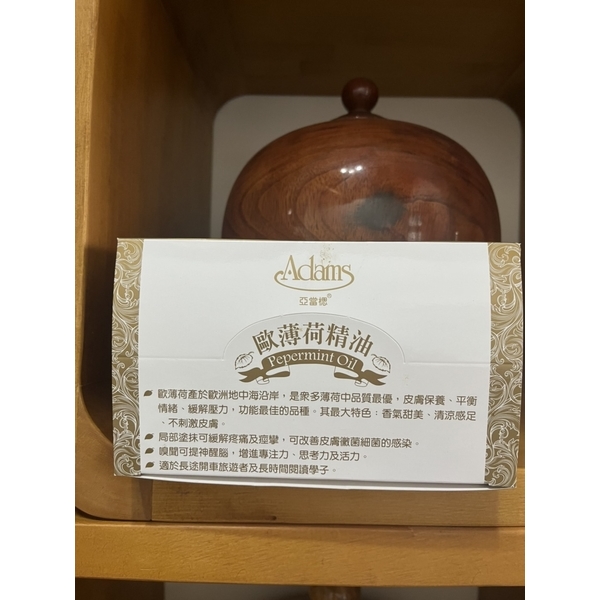 Adams
亞當標®
歐薄荷精油
Pepermint Oil
歐薄荷產於歐洲地中海沿岸，是眾多薄荷中品質最優，皮膚保養、平衡
情緒、緩解壓力，功能最佳的品種。其最大特色：香氣甜美、清涼感足
、不刺激皮膚。
局部塗抹可緩解疼痛及痙攣，可改善皮膚黴菌細菌的感染。
嗅聞可提神醒腦，增進專注力、思考力及活力。
適於長途開車旅遊者及長時間閱讀學子。